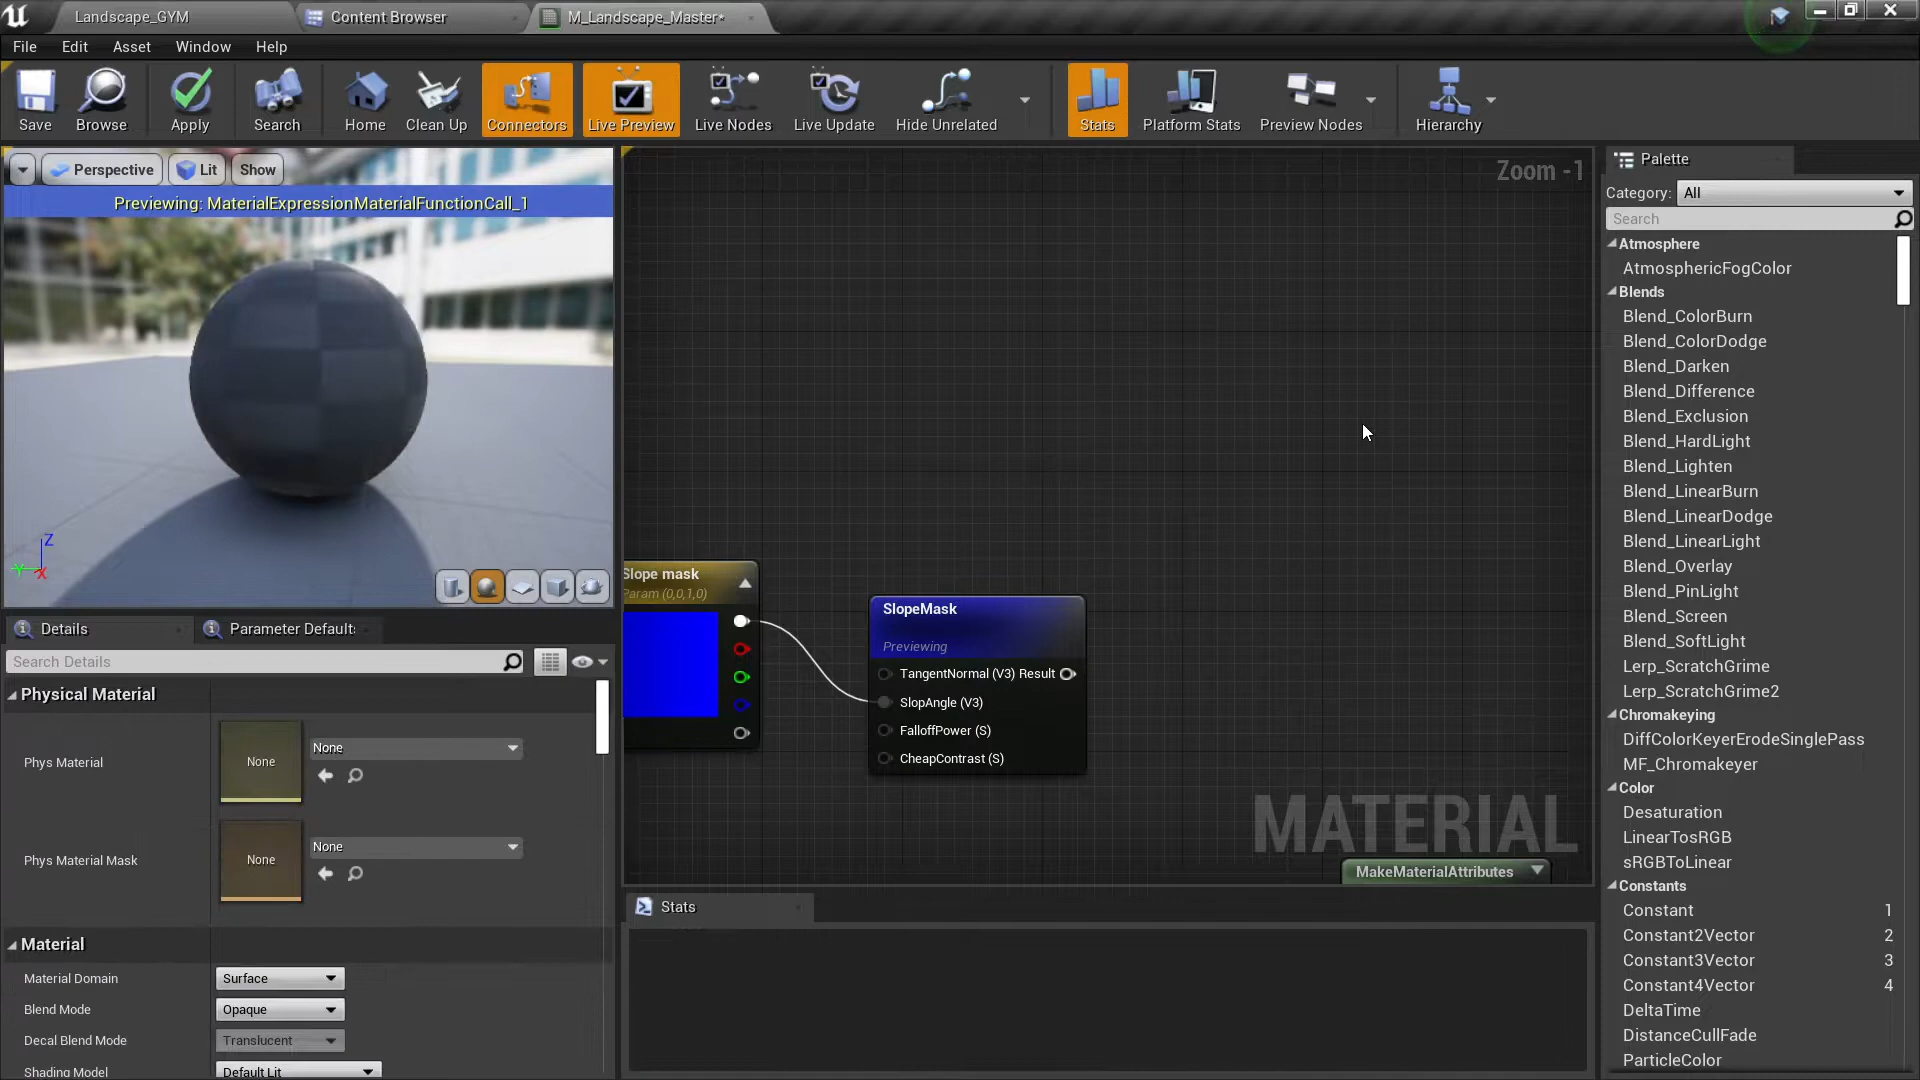 Landscape_GYM
Content Browser
M_Landscape_Master*
File
Edit
Asset
Window
Help
Save
Browse
Apply
Search
Home
Clean Up
Connectors
Live Preview
Live Nodes
Live Update
Hide Unrelated
Stats
Platform Stats
Preview Nodes
Hierarchy
Perspective
Lit
Show
Previewing: MaterialExpressionMaterialFunctionCall_1
Z
Y
X
Details
Parameter Default
Search Details
Physical Material
Phys Material
None
None
Phys Material Mask
None
None
Material
Material Domain
Surface
Blend Mode
Opaque
Decal Blend Mode
Translucent
Shading Model
Default Lit
Zoom -1
Slope mask
Param (0,0,1,0)
SlopeMask
Previewing
TangentNormal (V3) Result
SlopAngle (V3)
FalloffPower (S)
CheapContrast (S)
MATERIAL
MakeMaterialAttributes
Stats
Palette
Category:
All
Search
Atmosphere
AtmosphericFogColor
Blends
Blend_ColorBurn
Blend_ColorDodge
Blend_Darken
Blend_Difference
Blend_Exclusion
Blend_HardLight
Blend_Lighten
Blend_LinearBurn
Blend_LinearDodge
Blend_LinearLight
Blend_Overlay
Blend_PinLight
Blend_Screen
Blend_SoftLight
Lerp_ScratchGrime
Lerp_ScratchGrime2
Chromakeying
DiffColorKeyerErodeSinglePass
MF_Chromakeyer
Color
Desaturation
LinearTosRGB
sRGBToLinear
Constants
Constant 1
Constant2Vector 2
Constant3Vector 3
Constant4Vector 4
DeltaTime
DistanceCullFade
ParticleColor